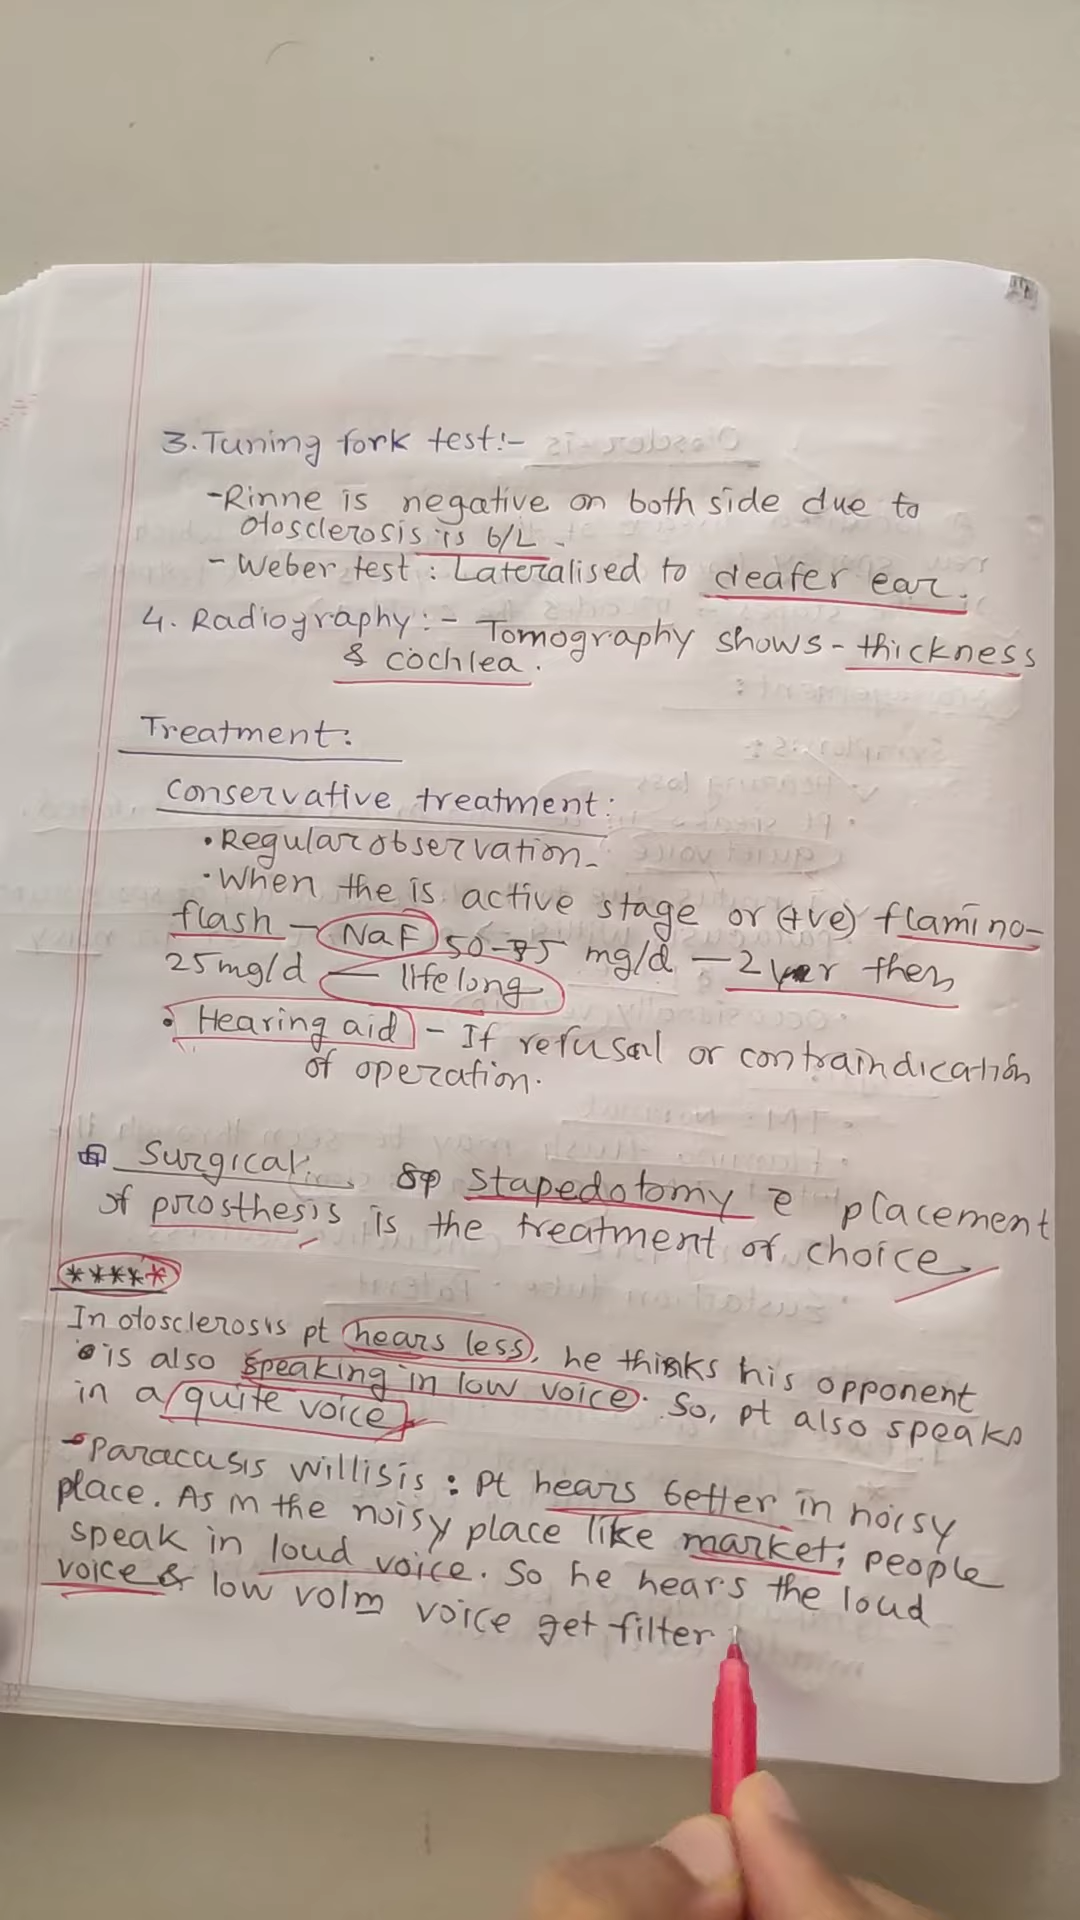 3. Tuning fork test:-
-Rinne is negative on both side due to
otosclerosis is b/L -
- Weber test : Lateralised to deafer ear.
4. Radiography:- Tomography shows - thickness
& cochlea.
Treatment:
Conservative treatment:
• Regular observation-
• When the is active stage or (+ve) flamino-
flash - NaF 50-75 mg/d - 2 yr then
25mg/d - life long
• Hearing aid - If refusal or contraindication
of operation.
Surgical. Stapedotomy c̄ placement
of prosthesis is the treatment of choice
*****
In otosclerosis pt hears less, he thinks his opponent
is also speaking in low voice. So, pt also speaks
in a quite voice
- Paracasis willisis : Pt hears better in noisy
place. As in the noisy place like market; people
speak in loud voice. So he hears the loud
voice & low volm voice get filter